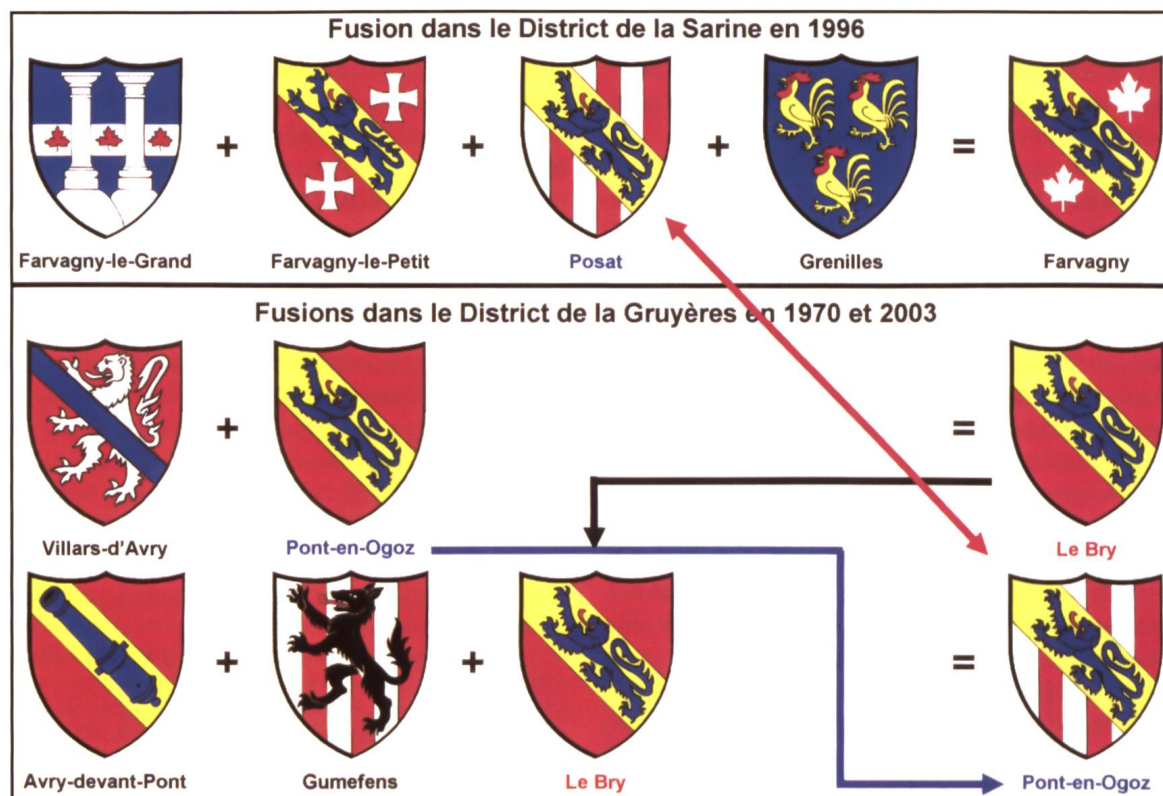 Fusion dans le District de la Sarine en 1996
+ + + =
Farvagny-le-Grand Farvagny-le-Petit Posat Grenilles Farvagny
Fusions dans le District de la Gruyères en 1970 et 2003
+ =
Villars-d'Avry Pont-en-Ogoz Le Bry
+ + =
Avry-devant-Pont Gumefens Le Bry Pont-en-Ogoz